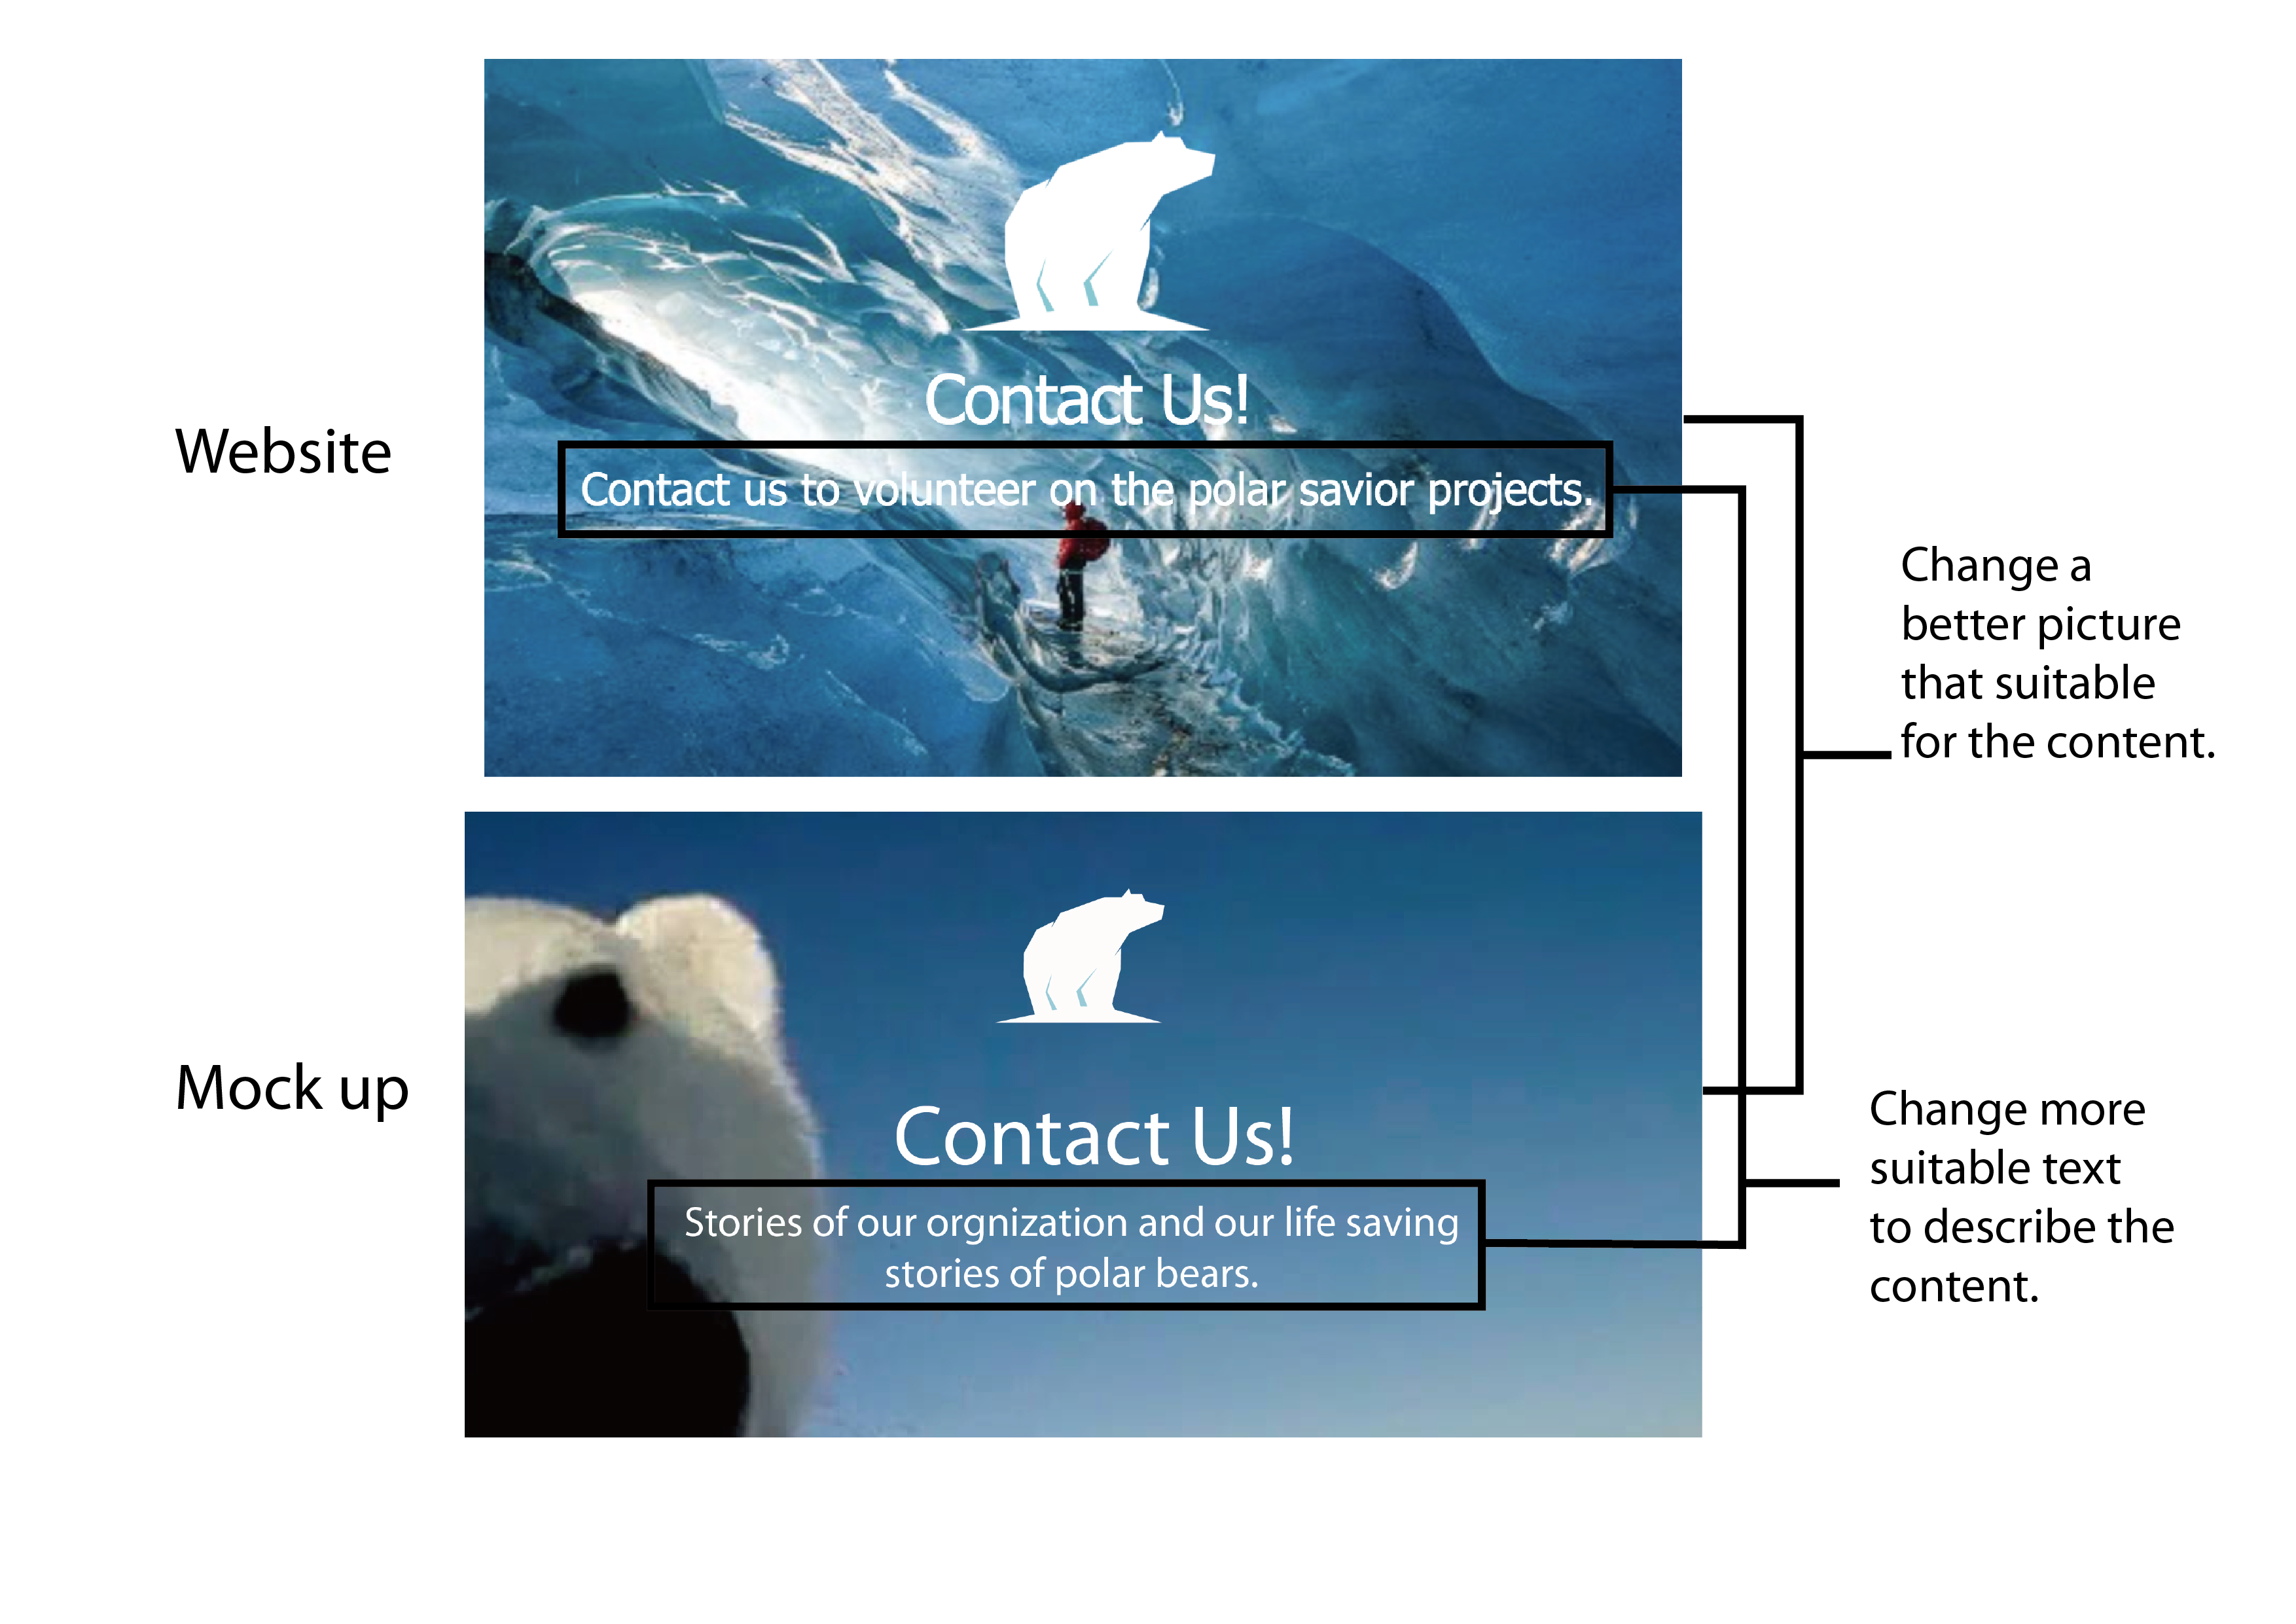 Website
Contact Us!
Contact us to volunteer on the polar savior projects.
Change a
better picture
that suitable
for the content.
Mock up
Contact Us!
Stories of our orgnization and our life saving
stories of polar bears.
Change more
suitable text
to describe the
content.